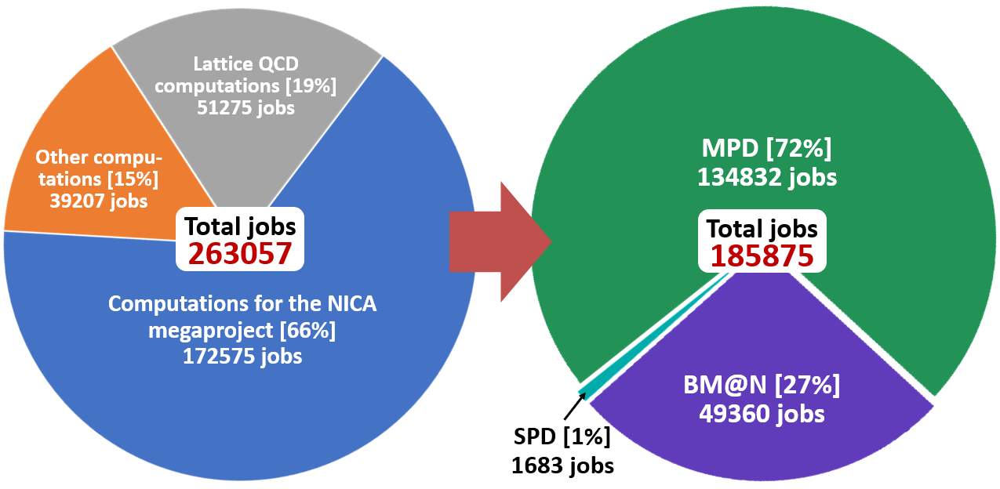 Lattice QCD
computations [19%]
51275 jobs
Other compu-
tations [15%]
39207 jobs
Total jobs
263057
Computations for the NICA
megaproject [66%]
172575 jobs
MPD [72%]
134832 jobs
Total jobs
185875
BM@N [27%]
49360 jobs
SPD [1%]
1683 jobs